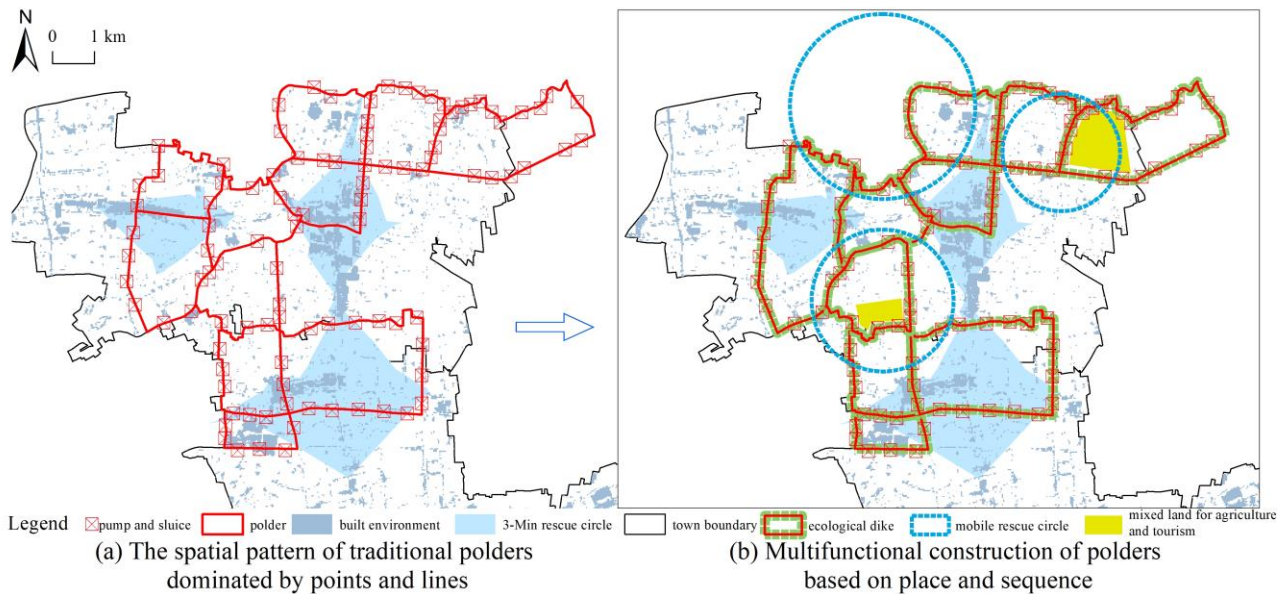 N
0 1 km
Legend pump and sluice polder built environment 3-Min rescue circle town boundary ecological dike mobile rescue circle mixed land for agriculture
and tourism
(a) The spatial pattern of traditional polders
dominated by points and lines
(b) Multifunctional construction of polders
based on place and sequence